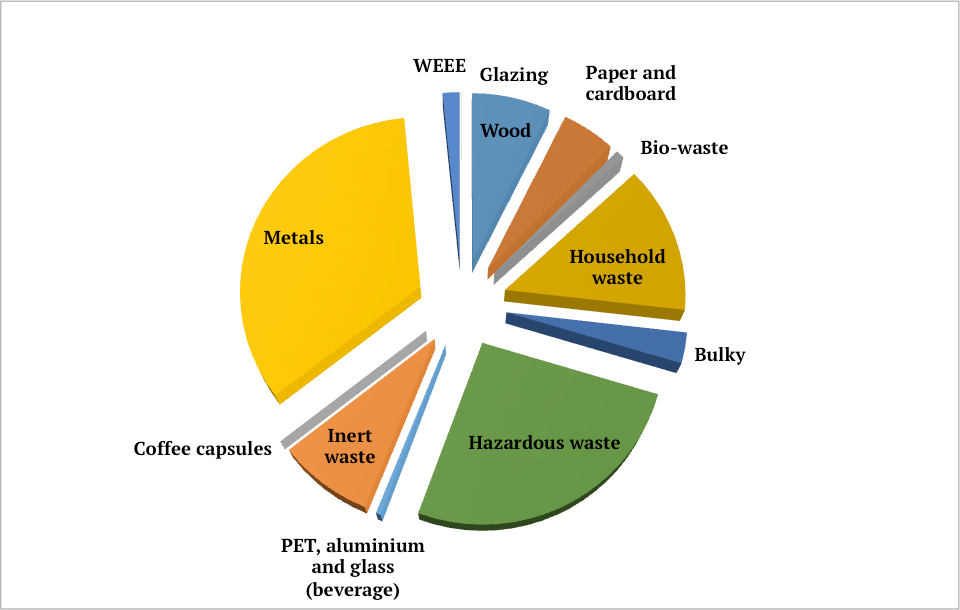 WEEE
Glazing
Paper and
cardboard
Wood
Bio-waste
Metals
Household
waste
Bulky
Hazardous waste
Inert
waste
Coffee capsules
PET, aluminium
and glass
(beverage)